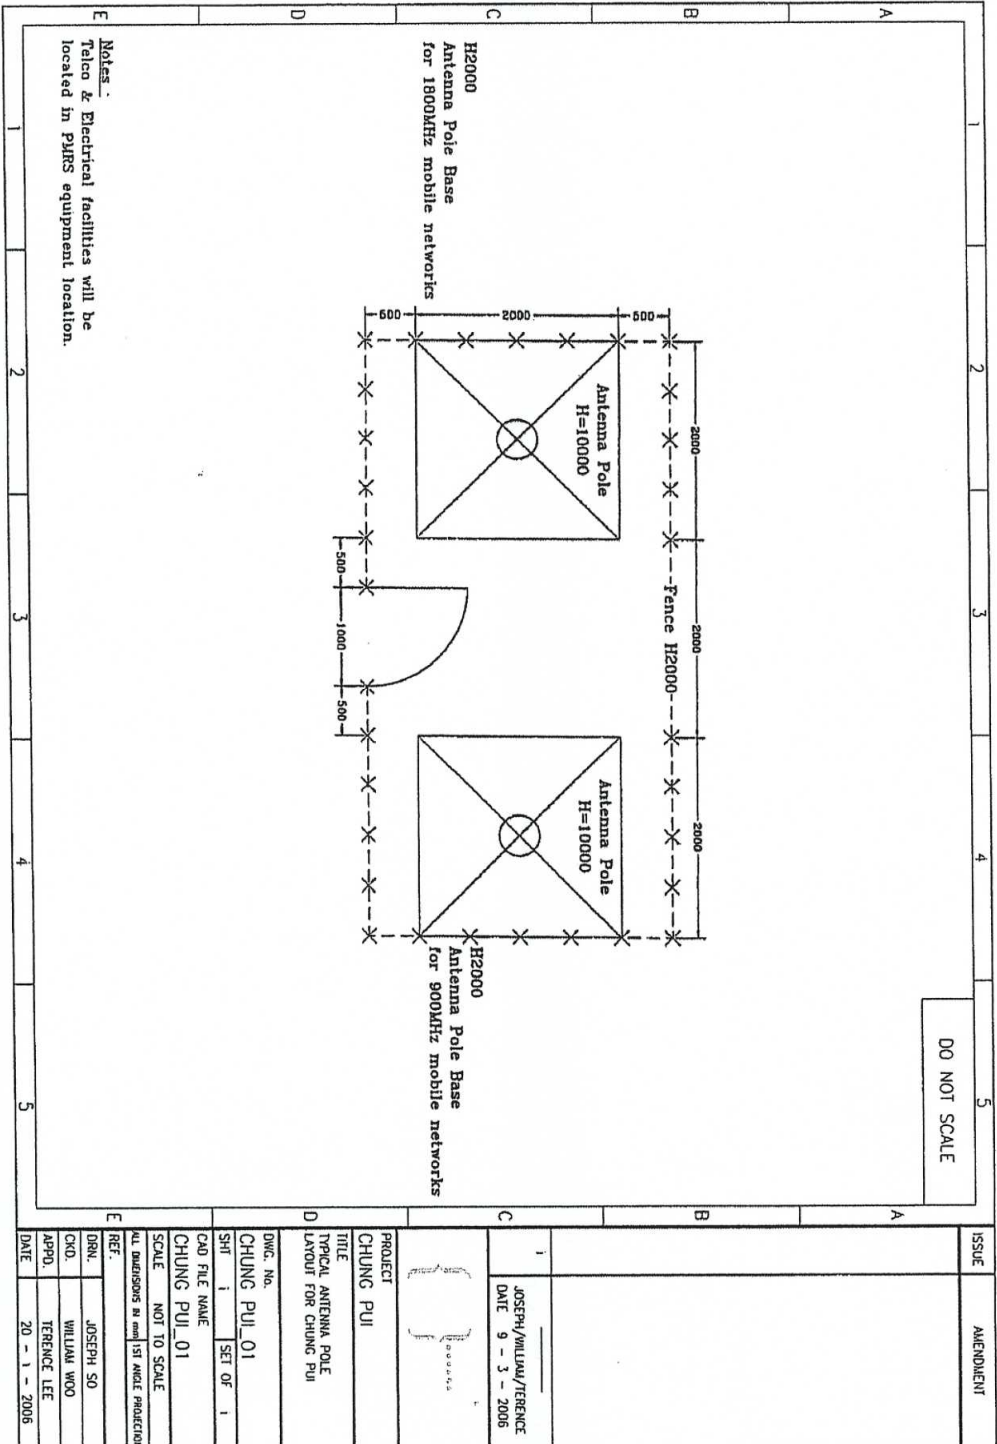 1
2
3
4
5
A
B
C
D
E
DO NOT SCALE
2000
2000
2000
Fence H2000
500
2000
500
Antenna Pole
H=10000
Antenna Pole
H=10000
H2000
Antenna Pole Base
for 1800MHz mobile networks
H2000
Antenna Pole Base
for 900MHz mobile networks
500
1000
500
Notes :
Telco & Electrical facilities will be
located in PMRS equipment location.
1
2
3
4
5
A
B
C
D
E
ISSUE AMENDMENT
i JOSEPH/WILLIAM/TERENCE
DATE 9 - 3 - 2006
PROJECT
CHUNG PUI
TITLE
TYPICAL ANTENNA POLE
LAYOUT FOR CHUNG PUI
DWG. No.
CHUNG PUI_01
SHT i SET OF i
CAD FILE NAME
CHUNG PUI_01
SCALE NOT TO SCALE
ALL DIMENSIONS IN mm 1ST ANGLE PROJECTION
REF.
DRN. JOSEPH SO
CKD. WILLIAM WOO
APPD. TERENCE LEE
DATE 20 - 1 - 2006